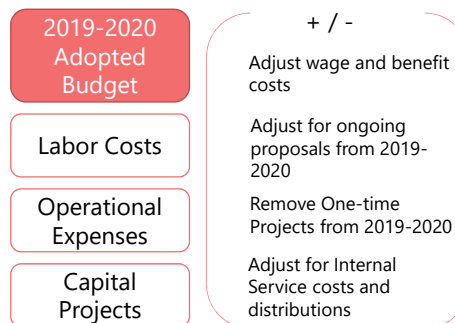 2019-2020
Adopted
Budget
Labor Costs
Operational
Expenses
Capital
Projects
+ / -
Adjust wage and benefit
costs
Adjust for ongoing
proposals from 2019-
2020
Remove One-time
Projects from 2019-2020
Adjust for Internal
Service costs and
distributions